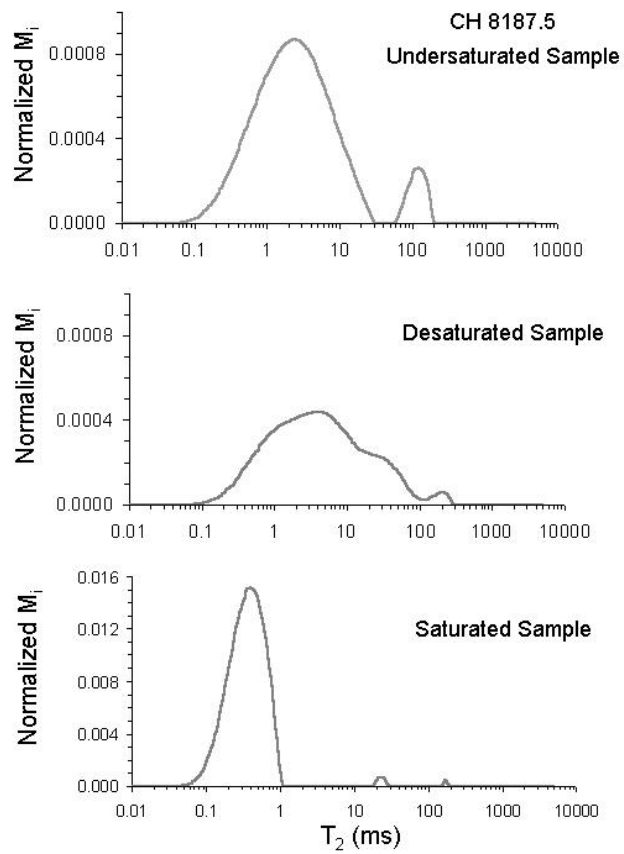 CH 8187.5
Undersaturated Sample
Normalized Mi
0.0008
0.0004
0.0000
0.01 0.1 1 10 100 1000 10000
Desaturated Sample
Normalized Mi
0.0008
0.0004
0.0000
0.01 0.1 1 10 100 1000 10000
Saturated Sample
Normalized Mi
0.016
0.012
0.008
0.004
0.000
0.01 0.1 1 10 100 1000 10000
T2 (ms)